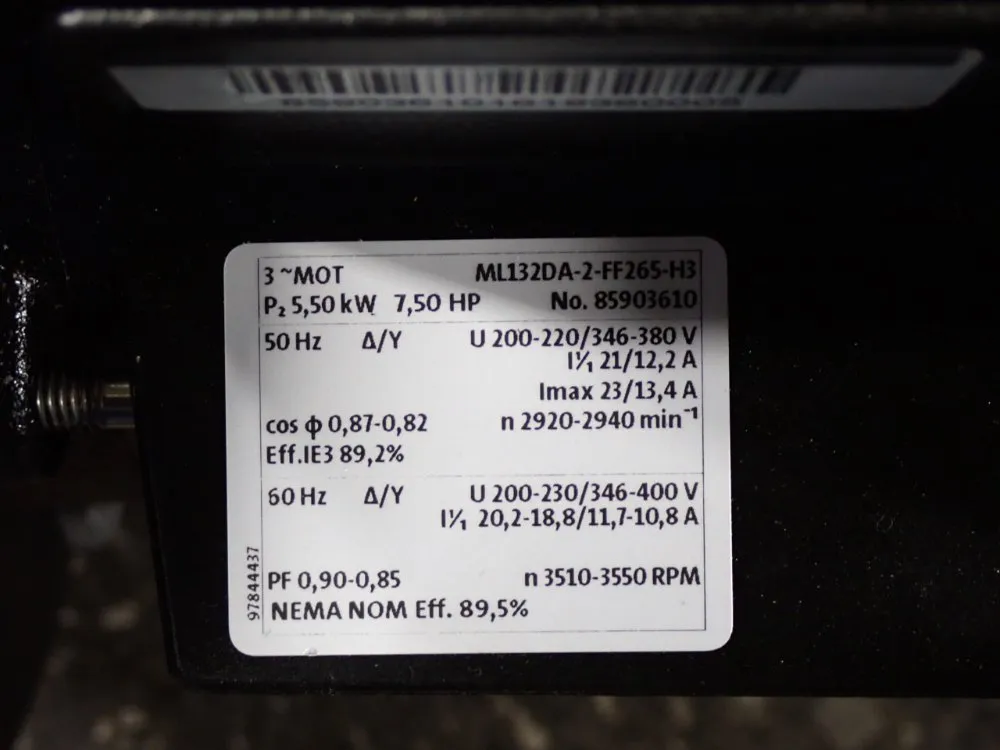 3 ~MOT ML132DA-2-FF265-H3
P₂ 5,50 kW 7,50 HP No. 85903610
50 Hz Δ/Y U 200-220/346-380 V
I¹⁄₁ 21/12,2 A
Imax 23/13,4 A
cos ϕ 0,87-0,82 n 2920-2940 min⁻¹
Eff.IE3 89,2%
60 Hz Δ/Y U 200-230/346-400 V
I¹⁄₁ 20,2-18,8/11,7-10,8 A
PF 0,90-0,85 n 3510-3550 RPM
NEMA NOM Eff. 89,5%
97844437